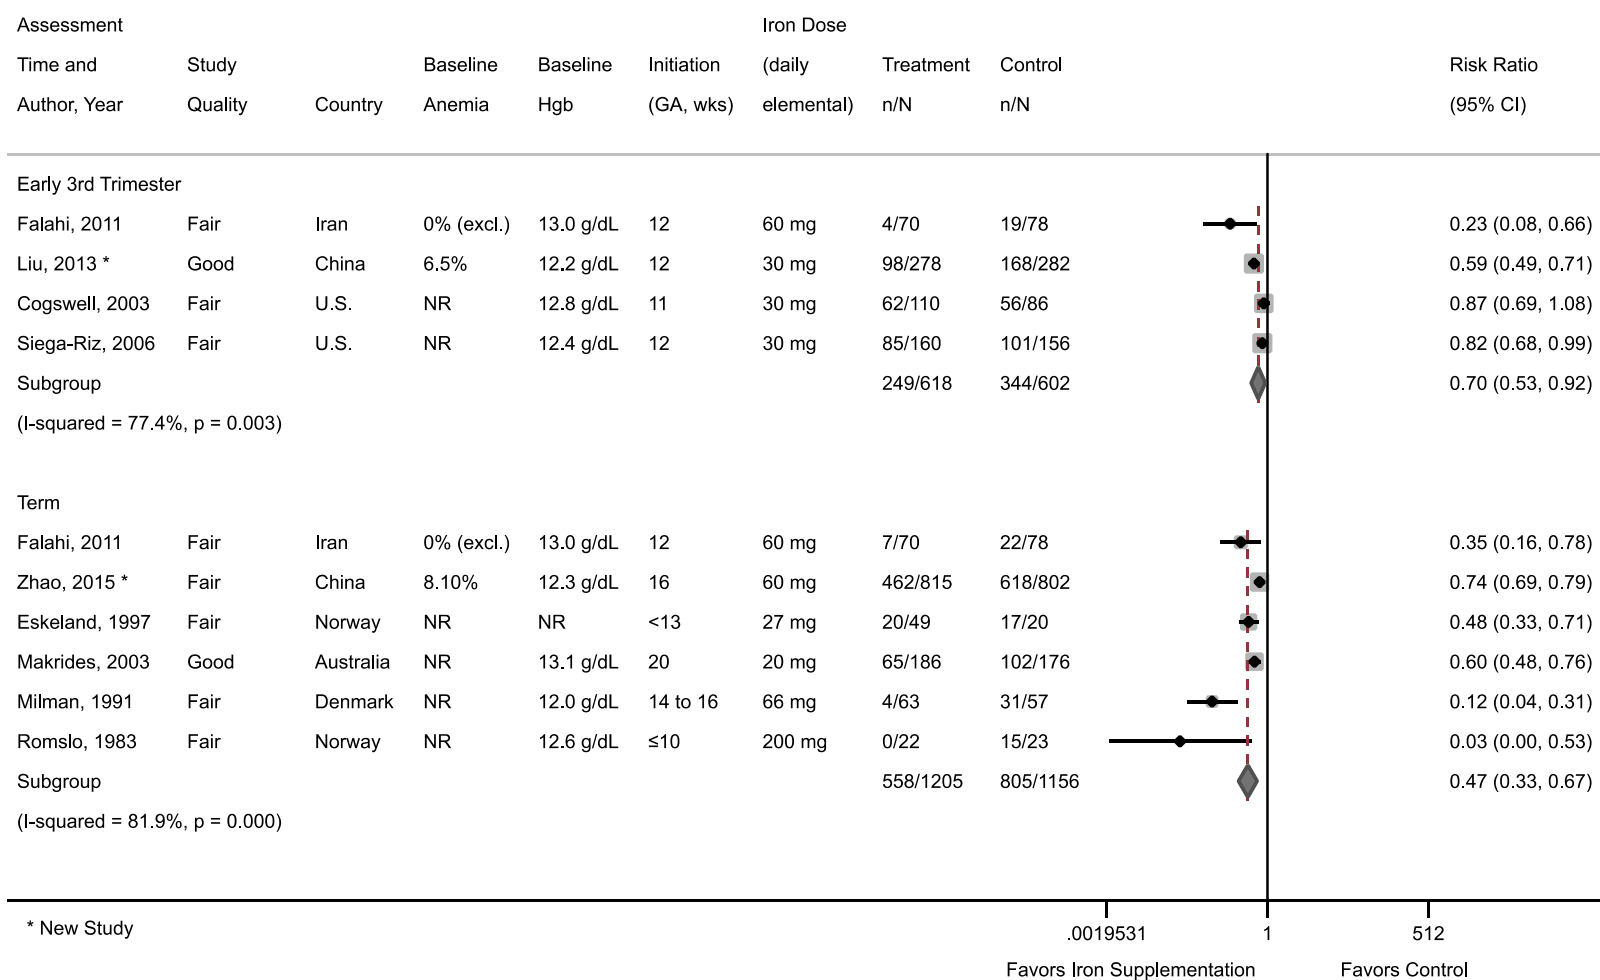 Assessment Iron Dose
Time and Study Baseline Baseline Initiation (daily Treatment Control Risk Ratio
Author, Year Quality Country Anemia Hgb (GA, wks) elemental) n/N n/N (95% CI)
Early 3rd Trimester
Falahi, 2011 Fair Iran 0% (excl.) 13.0 g/dL 12 60 mg 4/70 19/78 0.23 (0.08, 0.66)
Liu, 2013 * Good China 6.5% 12.2 g/dL 12 30 mg 98/278 168/282 0.59 (0.49, 0.71)
Cogswell, 2003 Fair U.S. NR 12.8 g/dL 11 30 mg 62/110 56/86 0.87 (0.69, 1.08)
Siega-Riz, 2006 Fair U.S. NR 12.4 g/dL 12 30 mg 85/160 101/156 0.82 (0.68, 0.99)
Subgroup 249/618 344/602 0.70 (0.53, 0.92)
(I-squared = 77.4%, p = 0.003)
Term
Falahi, 2011 Fair Iran 0% (excl.) 13.0 g/dL 12 60 mg 7/70 22/78 0.35 (0.16, 0.78)
Zhao, 2015 * Fair China 8.10% 12.3 g/dL 16 60 mg 462/815 618/802 0.74 (0.69, 0.79)
Eskeland, 1997 Fair Norway NR NR <13 27 mg 20/49 17/20 0.48 (0.33, 0.71)
Makrides, 2003 Good Australia NR 13.1 g/dL 20 20 mg 65/186 102/176 0.60 (0.48, 0.76)
Milman, 1991 Fair Denmark NR 12.0 g/dL 14 to 16 66 mg 4/63 31/57 0.12 (0.04, 0.31)
Romslo, 1983 Fair Norway NR 12.6 g/dL ≤10 200 mg 0/22 15/23 0.03 (0.00, 0.53)
Subgroup 558/1205 805/1156 0.47 (0.33, 0.67)
(I-squared = 81.9%, p = 0.000)
* New Study .0019531 1 512
Favors Iron Supplementation Favors Control